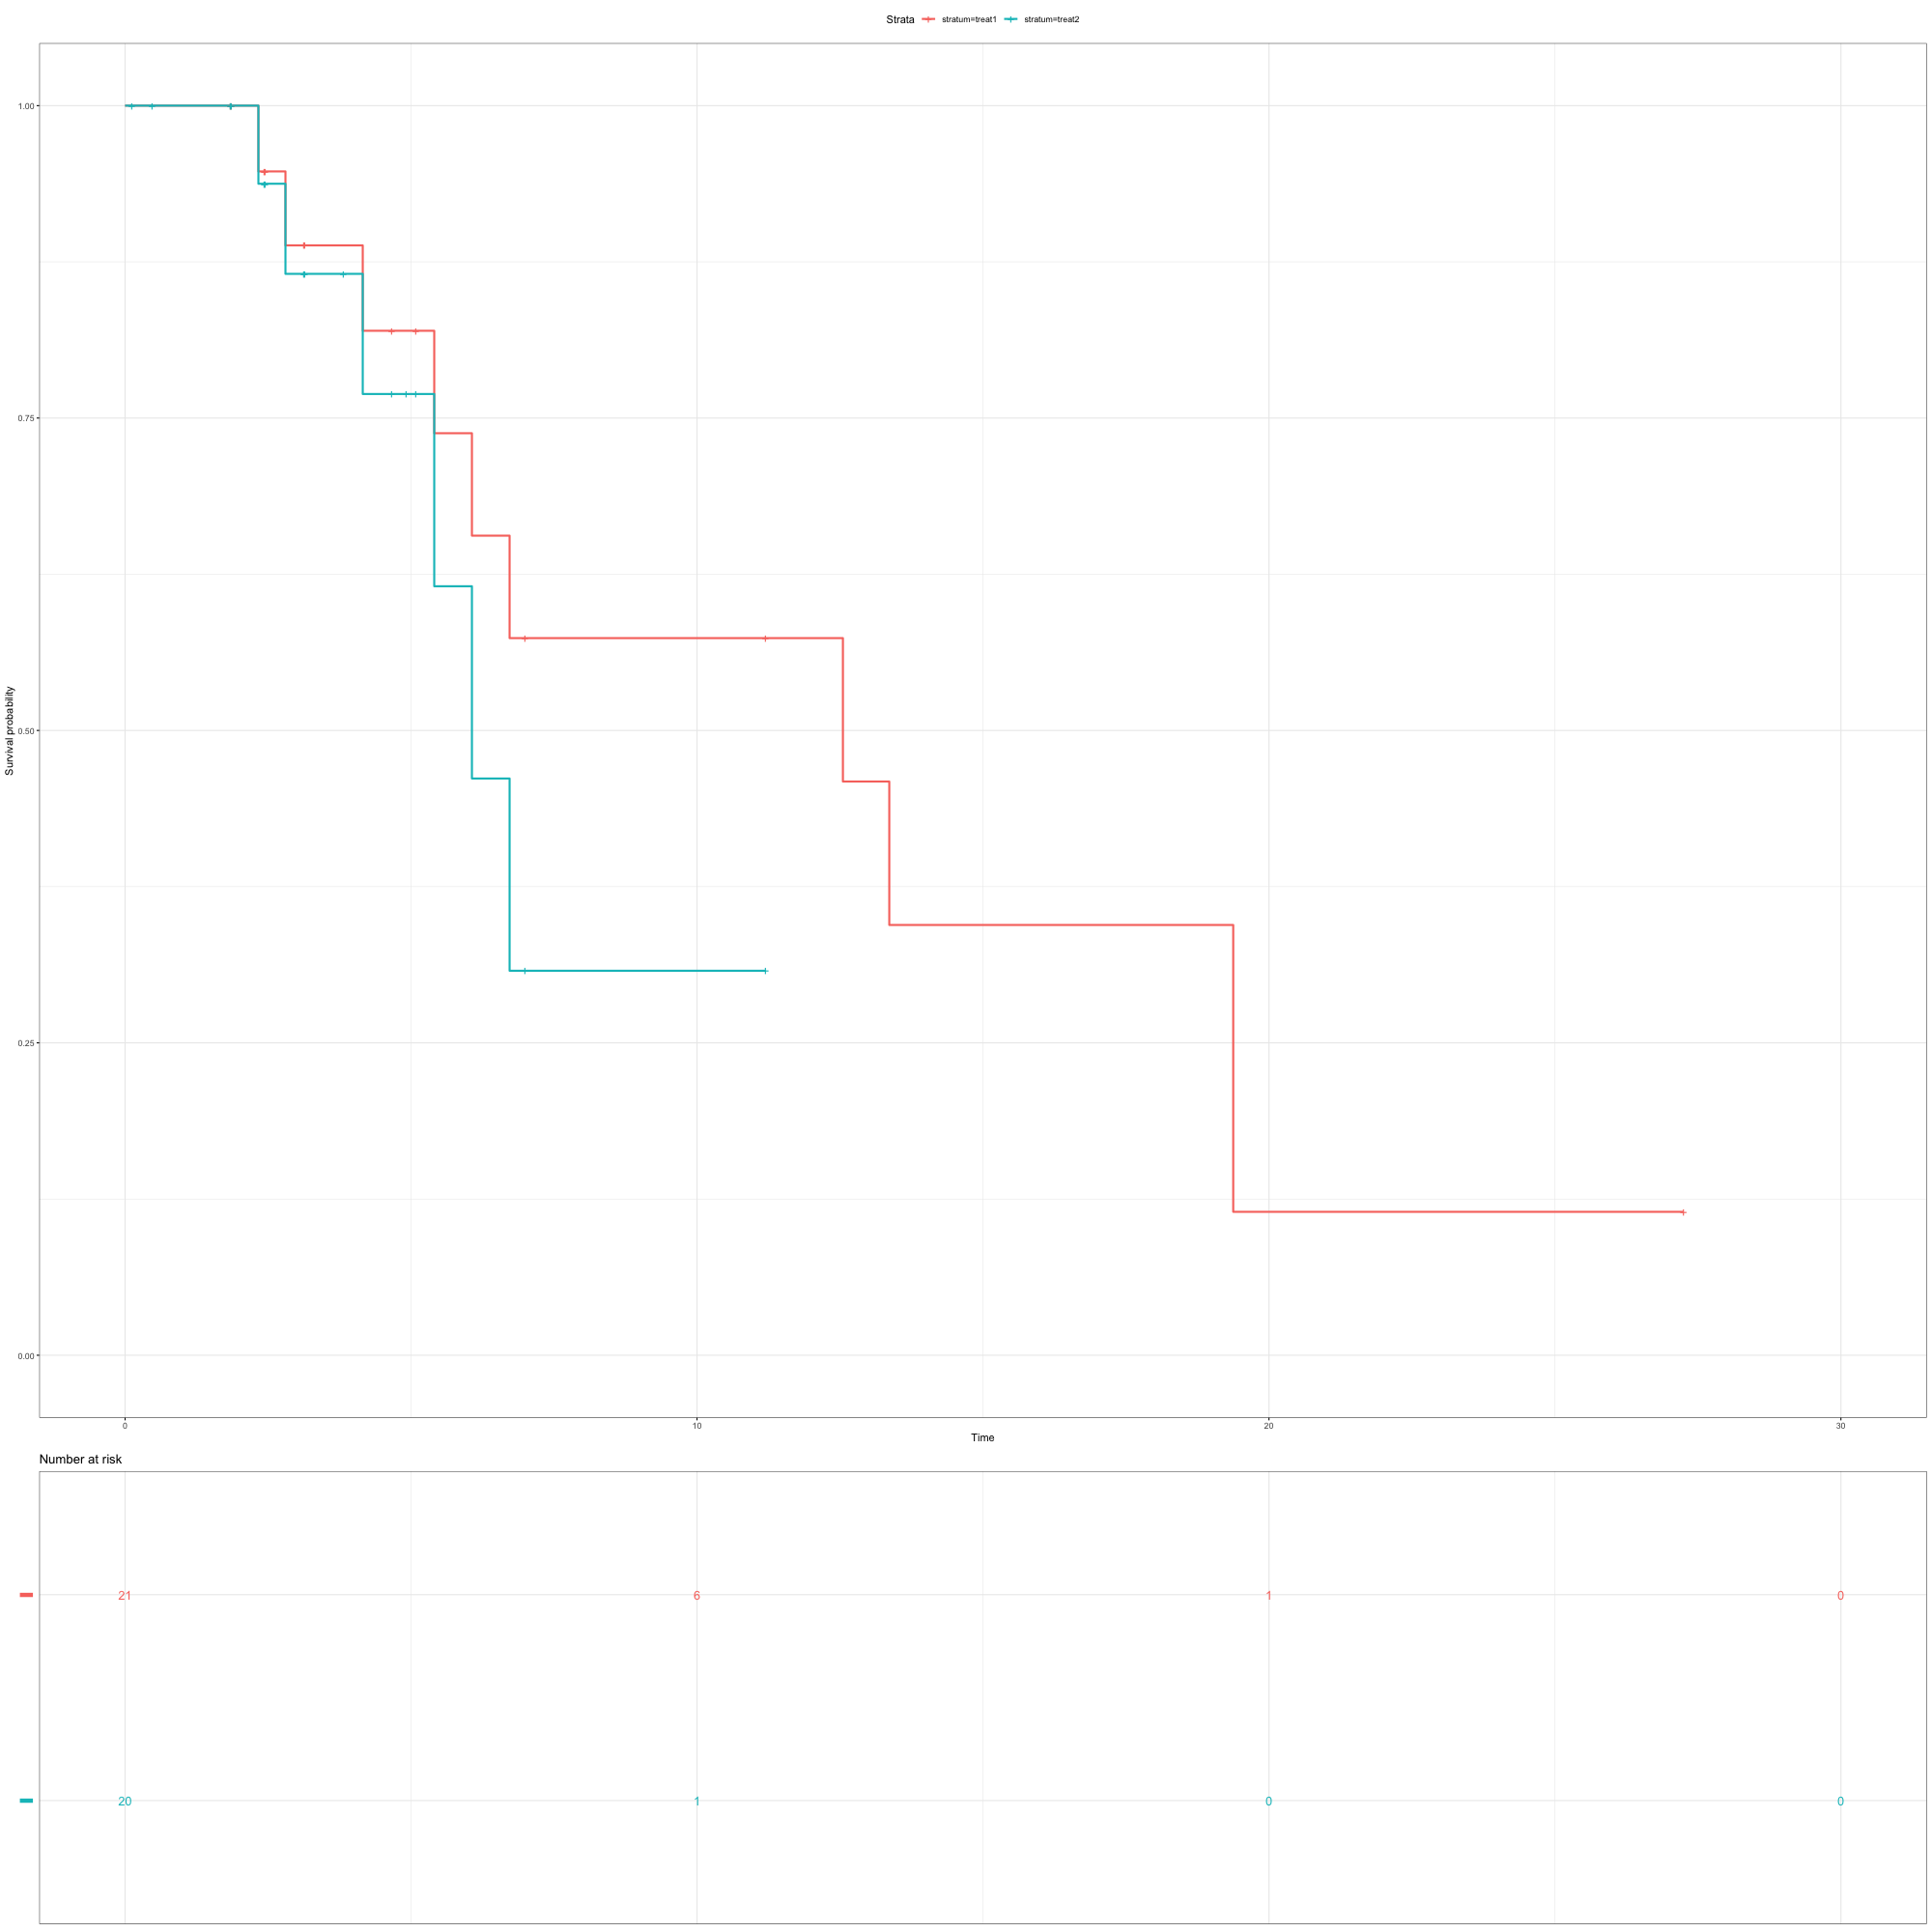 Strata stratum=treat1 stratum=treat2
1.00
0.75
0.50
0.25
0.00
Survival probability
0 10 20 30
Time
Number at risk
21 6 1 0
20 1 0 0